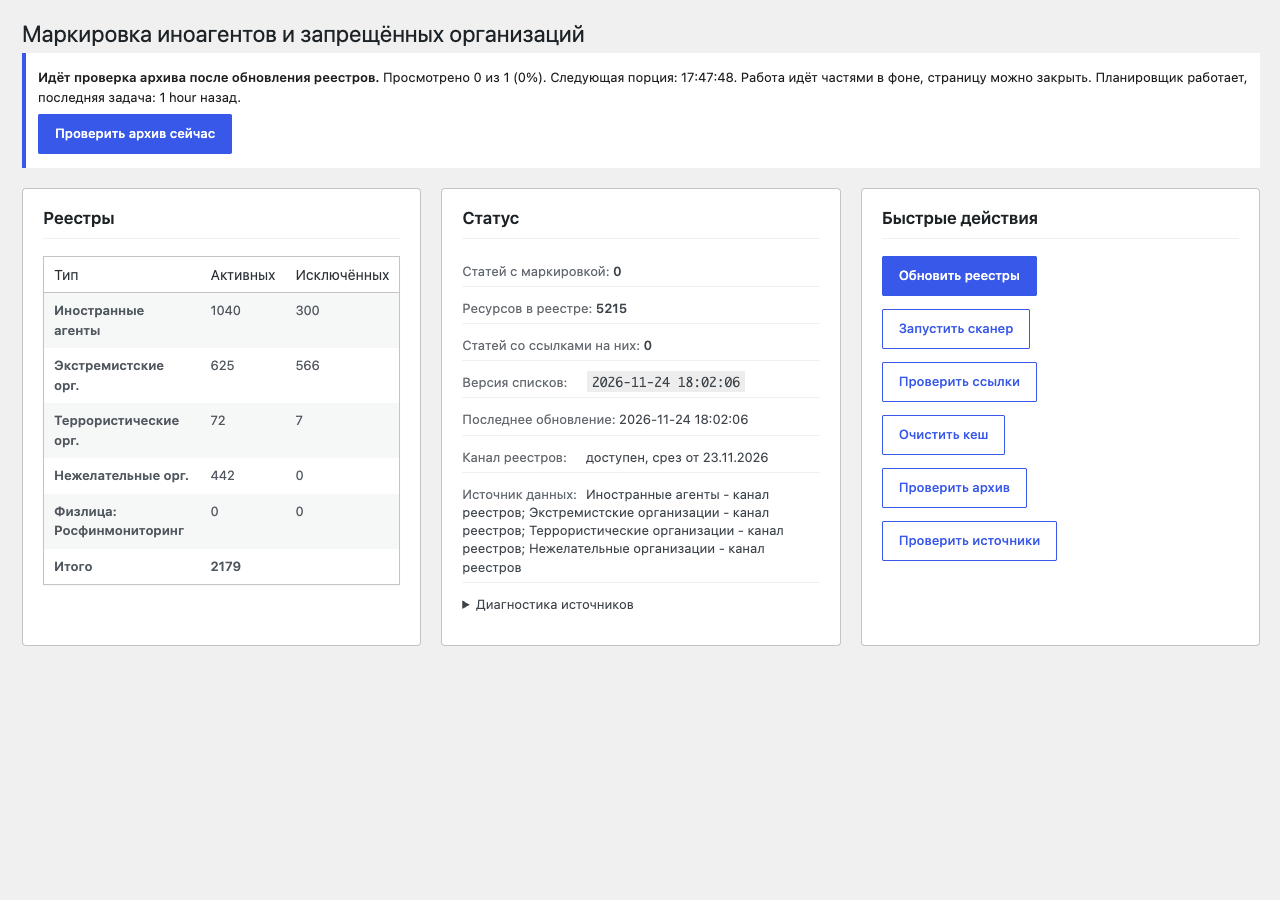 Маркировка иноагентов и запрещённых организаций
Идёт проверка архива после обновления реестров. Просмотрено 0 из 1 (0%). Следующая порция: 17:47:48. Работа идёт частями в фоне, страницу можно закрыть. Планировщик работает,
последняя задача: 1 hour назад.
Проверить архив сейчас
Реестры
Тип Активных Исключённых
Иностранные
агенты 1040 300
Экстремистские
орг. 625 566
Террористические
орг. 72 7
Нежелательные орг. 442 0
Физлица:
Росфинмониторинг 0 0
Итого 2179
Статус
Статей с маркировкой: 0
Ресурсов в реестре: 5215
Статей со ссылками на них: 0
Версия списков: 2026-11-24 18:02:06
Последнее обновление: 2026-11-24 18:02:06
Канал реестров: доступен, срез от 23.11.2026
Источник данных: Иностранные агенты - канал
реестров; Экстремистские организации - канал
реестров; Террористические организации - канал
реестров; Нежелательные организации - канал
реестров
Диагностика источников
Быстрые действия
Обновить реестры
Запустить сканер
Проверить ссылки
Очистить кеш
Проверить архив
Проверить источники